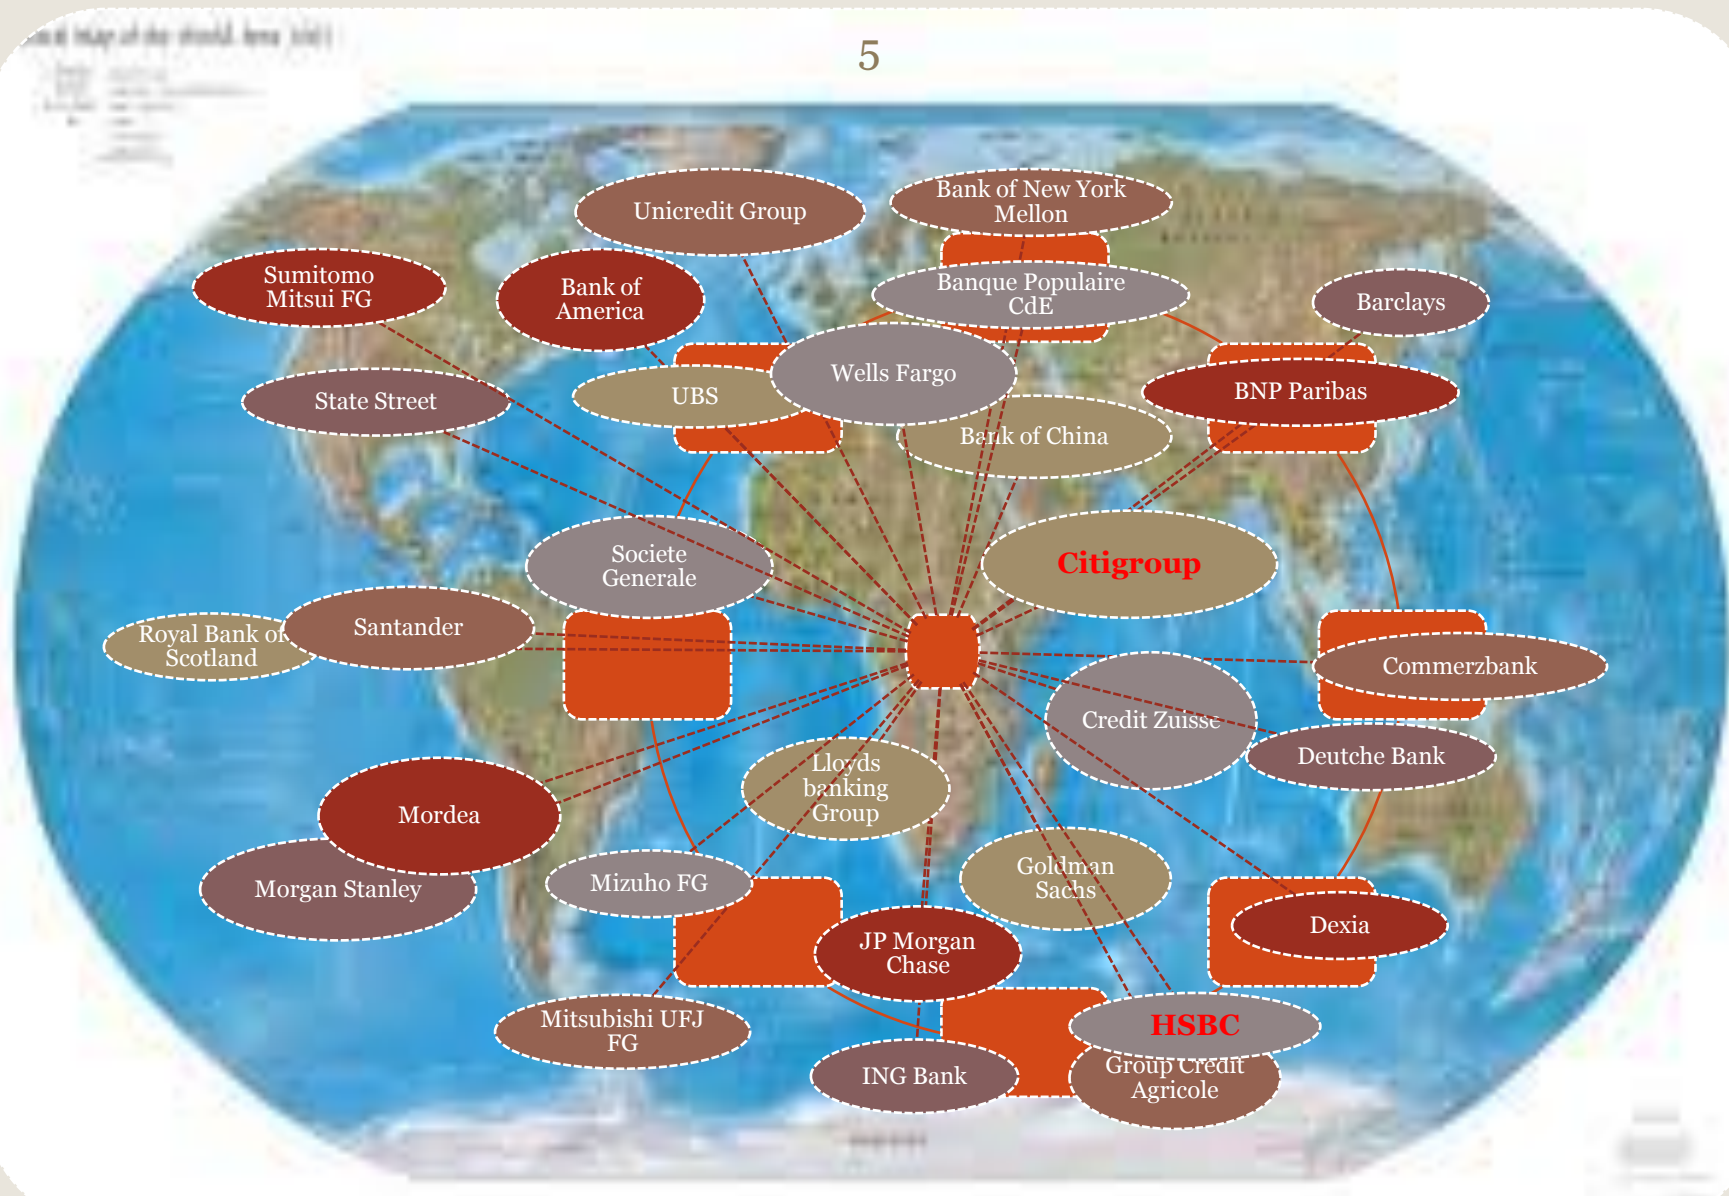 5
Unicredit Group
Bank of New York
Mellon
Sumitomo
Mitsui FG
Bank of
America
Banque Populaire
CdE
Barclays
State Street
UBS
Wells Fargo
BNP Paribas
Bank of China
Societe
Generale
Citigroup
Royal Bank of
Scotland
Santander
Commerzbank
Credit Zuisse
Deutche Bank
Lloyds
banking
Group
Mordea
Morgan Stanley
Mizuho FG
Goldman
Sachs
JP Morgan
Chase
Dexia
Mitsubishi UFJ
FG
HSBC
ING Bank
Group Credit
Agricole